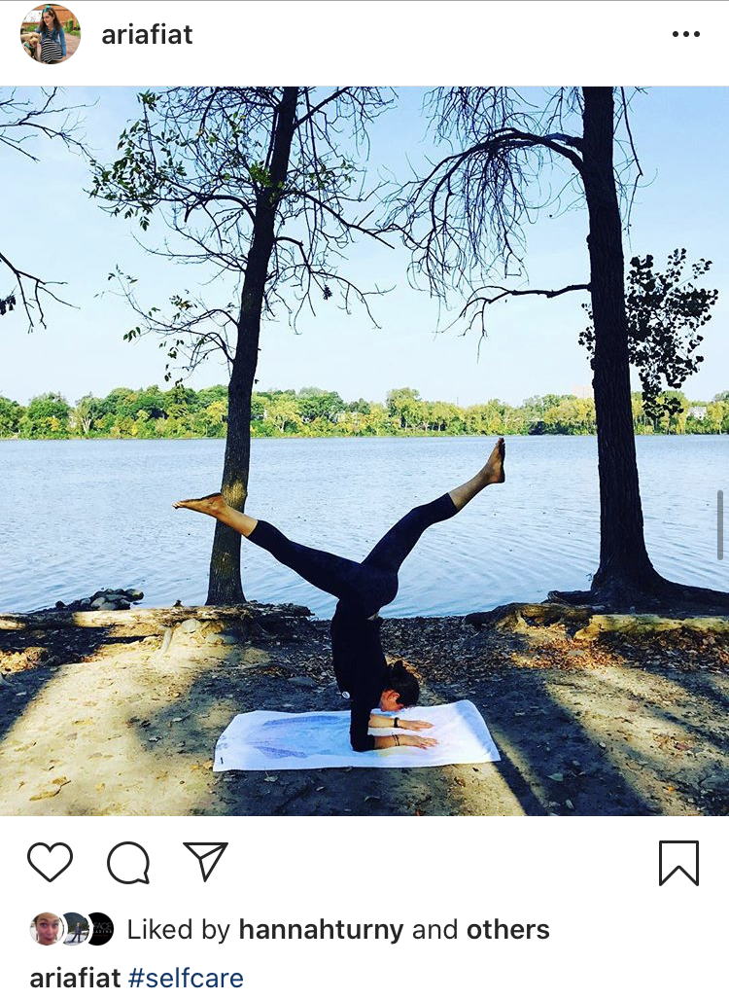 ariafiat
Liked by hannahturny and others
ariafiat #selfcare